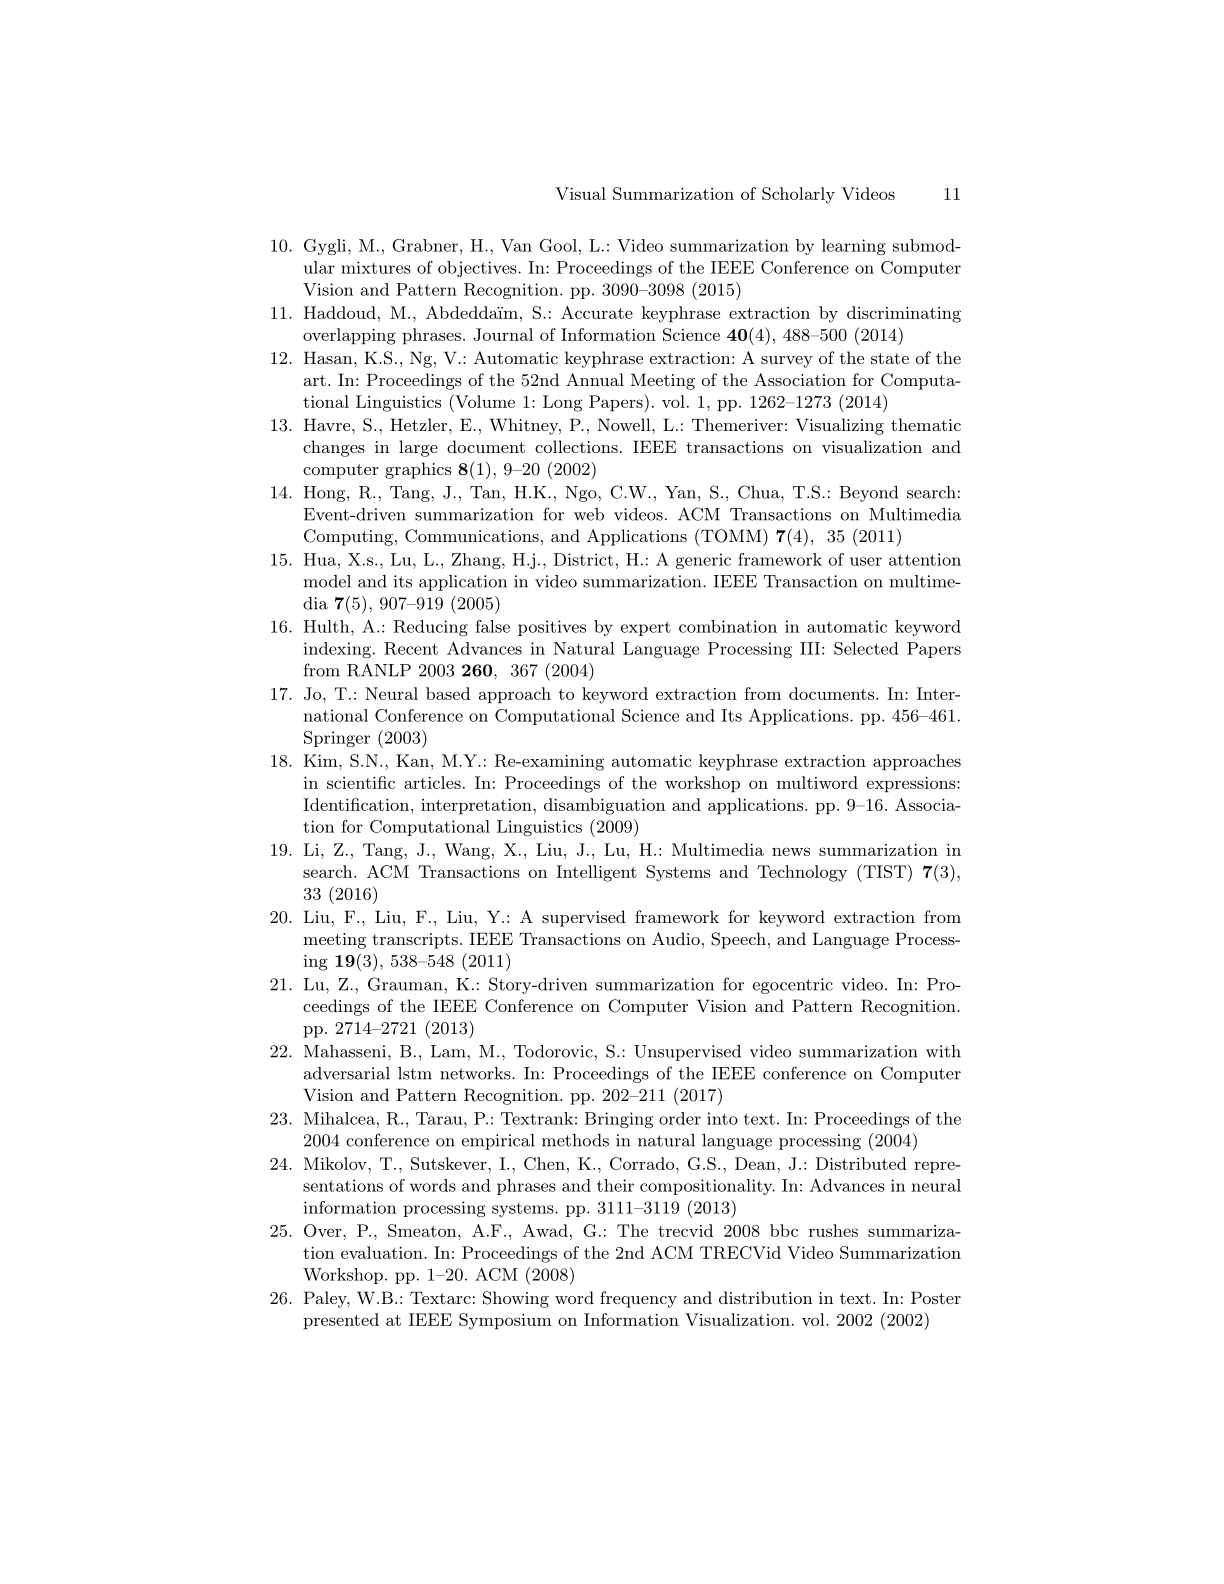 Visual Summarization of Scholarly Videos 11
10. Gygli, M., Grabner, H., Van Gool, L.: Video summarization by learning submod-
ular mixtures of objectives. In: Proceedings of the IEEE Conference on Computer
Vision and Pattern Recognition. pp. 3090–3098 (2015)
11. Haddoud, M., Abdeddaïm, S.: Accurate keyphrase extraction by discriminating
overlapping phrases. Journal of Information Science 40(4), 488–500 (2014)
12. Hasan, K.S., Ng, V.: Automatic keyphrase extraction: A survey of the state of the
art. In: Proceedings of the 52nd Annual Meeting of the Association for Computa-
tional Linguistics (Volume 1: Long Papers). vol. 1, pp. 1262–1273 (2014)
13. Havre, S., Hetzler, E., Whitney, P., Nowell, L.: Themeriver: Visualizing thematic
changes in large document collections. IEEE transactions on visualization and
computer graphics 8(1), 9–20 (2002)
14. Hong, R., Tang, J., Tan, H.K., Ngo, C.W., Yan, S., Chua, T.S.: Beyond search:
Event-driven summarization for web videos. ACM Transactions on Multimedia
Computing, Communications, and Applications (TOMM) 7(4), 35 (2011)
15. Hua, X.s., Lu, L., Zhang, H.j., District, H.: A generic framework of user attention
model and its application in video summarization. IEEE Transaction on multime-
dia 7(5), 907–919 (2005)
16. Hulth, A.: Reducing false positives by expert combination in automatic keyword
indexing. Recent Advances in Natural Language Processing III: Selected Papers
from RANLP 2003 260, 367 (2004)
17. Jo, T.: Neural based approach to keyword extraction from documents. In: Inter-
national Conference on Computational Science and Its Applications. pp. 456–461.
Springer (2003)
18. Kim, S.N., Kan, M.Y.: Re-examining automatic keyphrase extraction approaches
in scientific articles. In: Proceedings of the workshop on multiword expressions:
Identification, interpretation, disambiguation and applications. pp. 9–16. Associa-
tion for Computational Linguistics (2009)
19. Li, Z., Tang, J., Wang, X., Liu, J., Lu, H.: Multimedia news summarization in
search. ACM Transactions on Intelligent Systems and Technology (TIST) 7(3),
33 (2016)
20. Liu, F., Liu, F., Liu, Y.: A supervised framework for keyword extraction from
meeting transcripts. IEEE Transactions on Audio, Speech, and Language Process-
ing 19(3), 538–548 (2011)
21. Lu, Z., Grauman, K.: Story-driven summarization for egocentric video. In: Pro-
ceedings of the IEEE Conference on Computer Vision and Pattern Recognition.
pp. 2714–2721 (2013)
22. Mahasseni, B., Lam, M., Todorovic, S.: Unsupervised video summarization with
adversarial lstm networks. In: Proceedings of the IEEE conference on Computer
Vision and Pattern Recognition. pp. 202–211 (2017)
23. Mihalcea, R., Tarau, P.: Textrank: Bringing order into text. In: Proceedings of the
2004 conference on empirical methods in natural language processing (2004)
24. Mikolov, T., Sutskever, I., Chen, K., Corrado, G.S., Dean, J.: Distributed repre-
sentations of words and phrases and their compositionality. In: Advances in neural
information processing systems. pp. 3111–3119 (2013)
25. Over, P., Smeaton, A.F., Awad, G.: The trecvid 2008 bbc rushes summariza-
tion evaluation. In: Proceedings of the 2nd ACM TRECVid Video Summarization
Workshop. pp. 1–20. ACM (2008)
26. Paley, W.B.: Textarc: Showing word frequency and distribution in text. In: Poster
presented at IEEE Symposium on Information Visualization. vol. 2002 (2002)